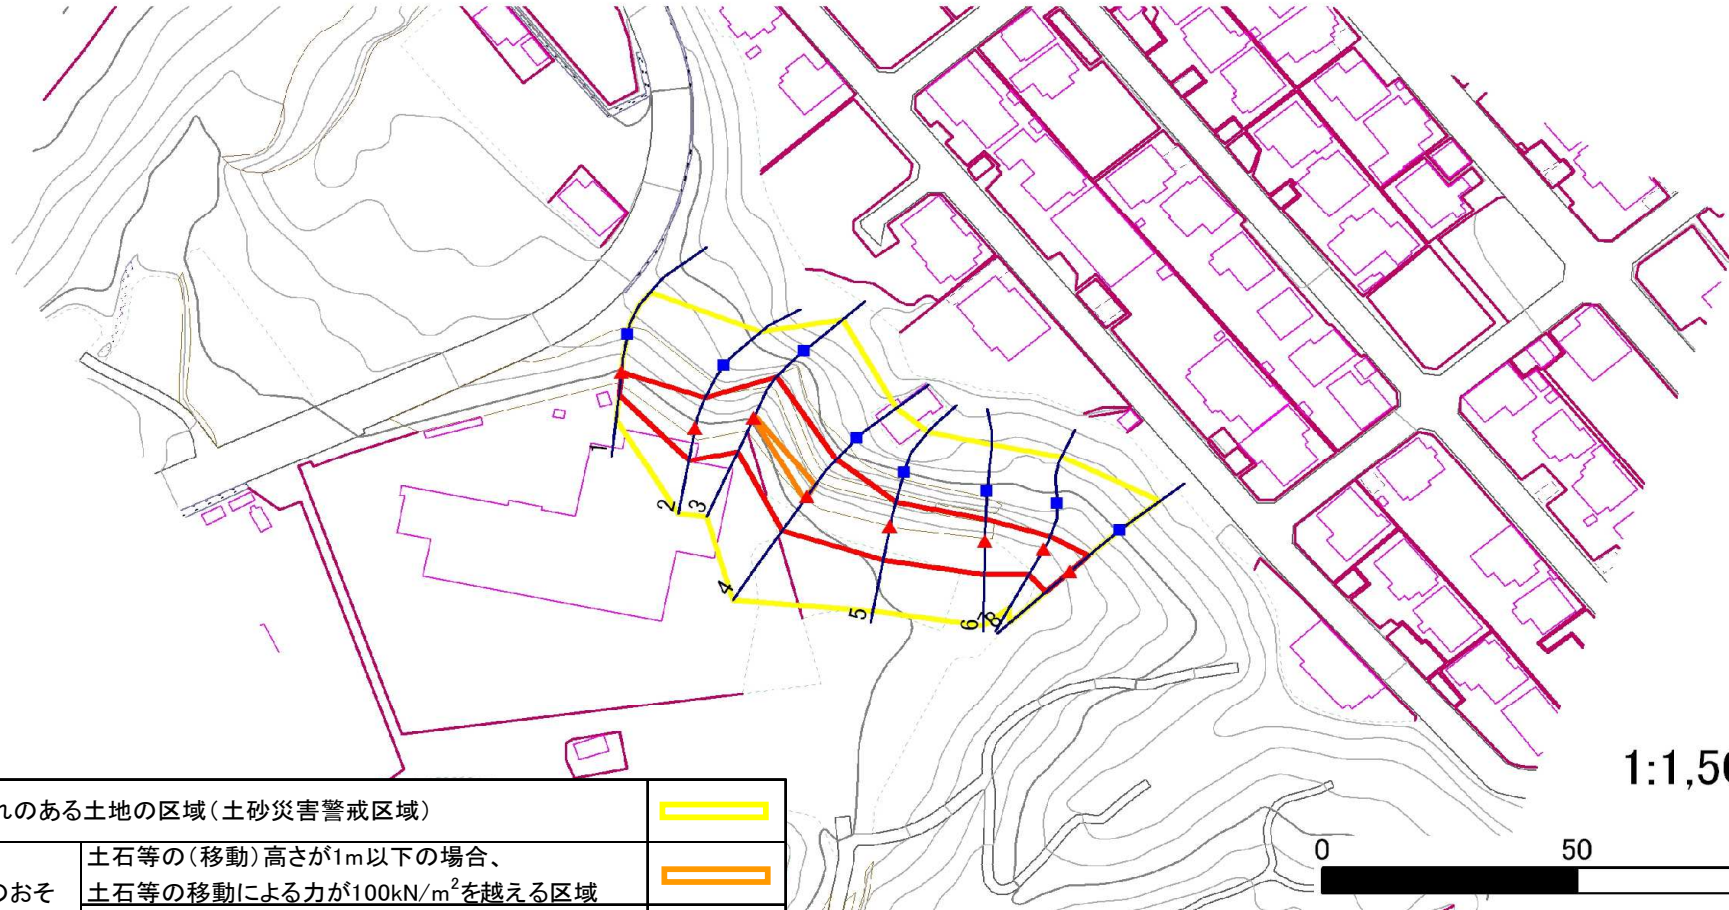 1
2
3
4
5
6
7
8
1:1,50
0
50
れのある土地の区域(土砂災害警戒区域)
土石等の(移動)高さが1m以下の場合、
のおそ
土石等の移動による力が100kN/m²を越える区域